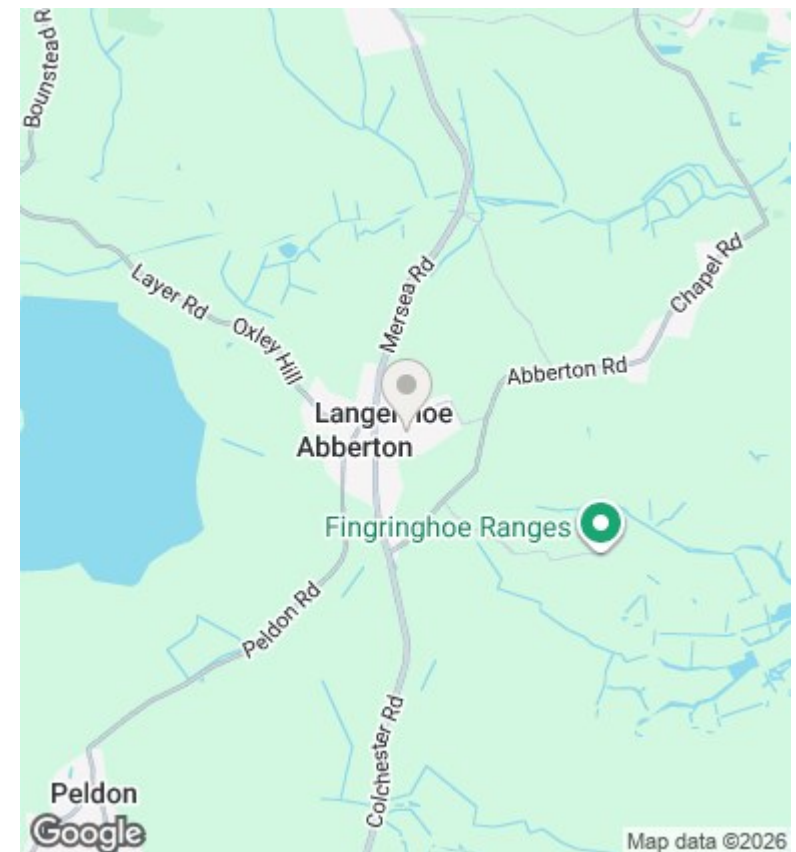 Bounstead R
Layer Rd
Oxley Hill
Mersea Rd
Chapel Rd
Abberton Rd
Abberton
Fingringhoe Ranges
Peldon Rd
Colchester Rd
Peldon
Google
Map data ©2026